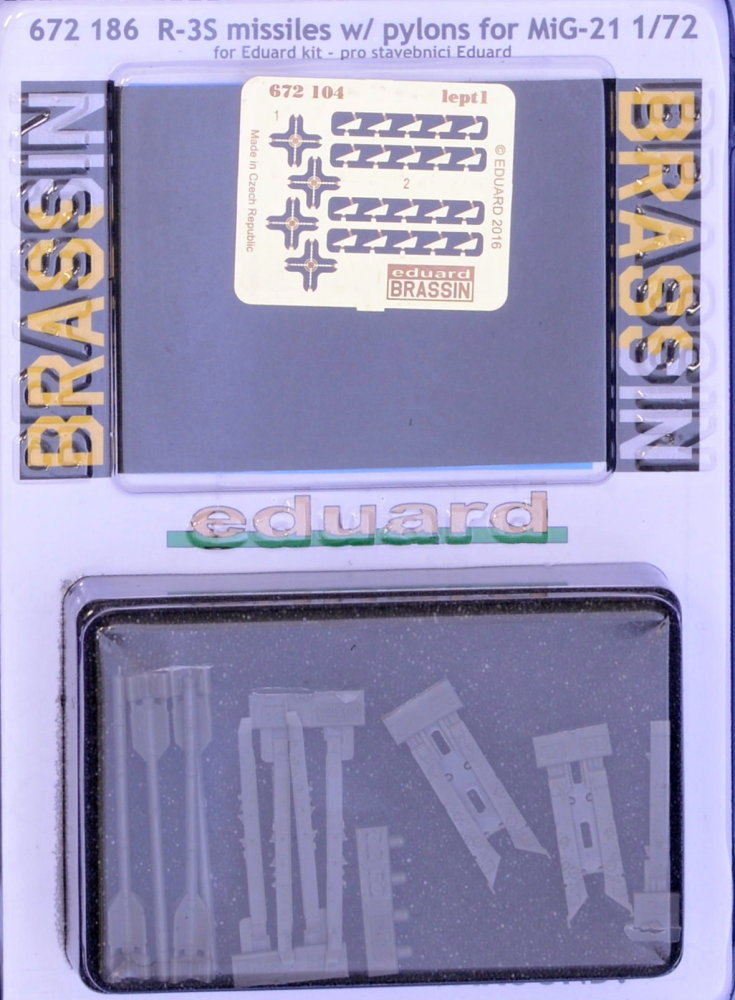 672 186 R-3S missiles w/ pylons for MiG-21 1/72
for Eduard kit - pro stavebnici Eduard
BRASSIN
672 104
lept1
1
Made in Czech Republic
2
© EDUARD 2016
eduard
BRASSIN
BRASSIN
eduard